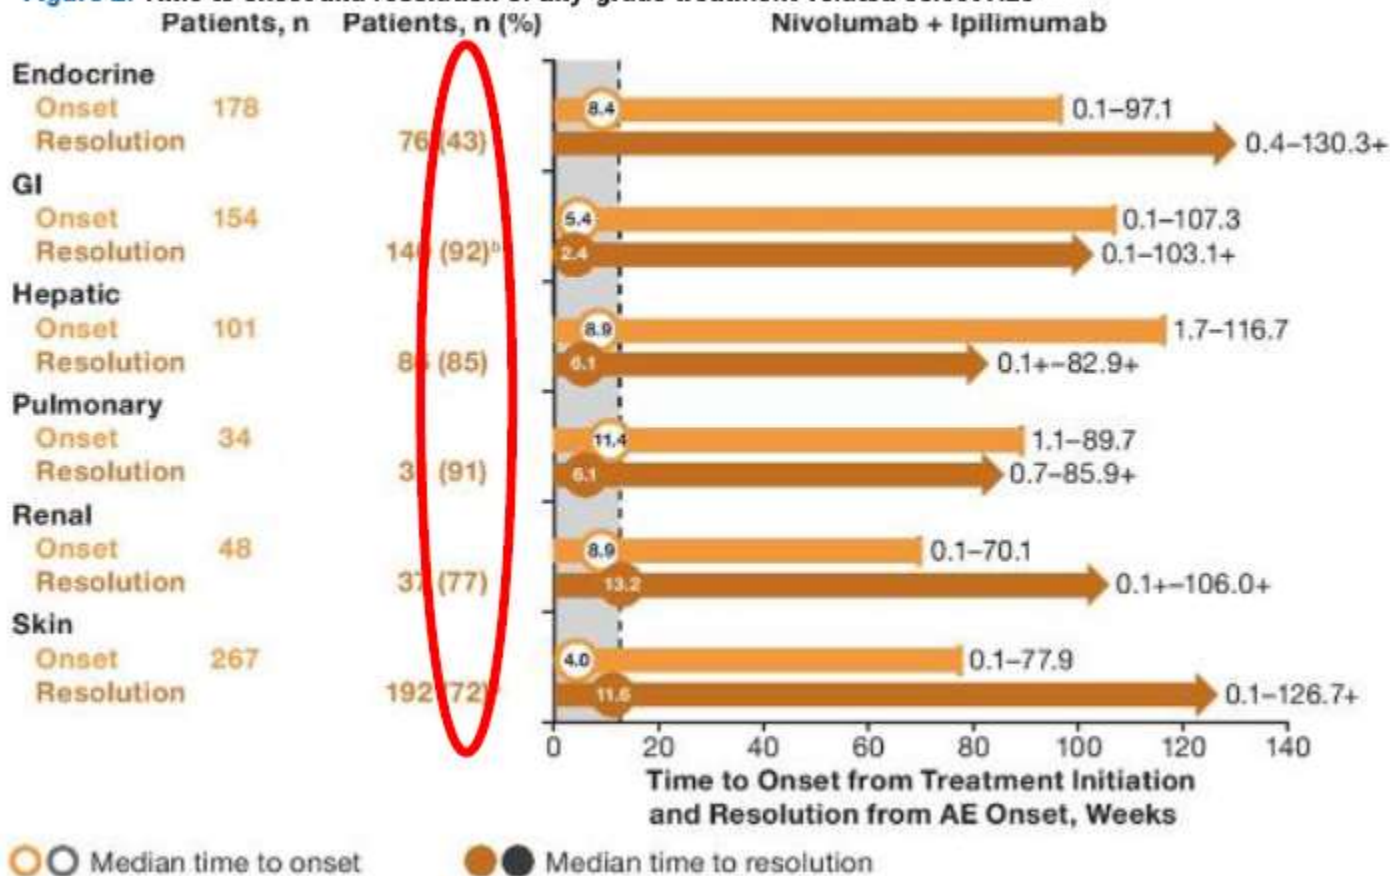 Patients, n Patients, n (%) Nivolumab + Ipilimumab
Endocrine
Onset 178 8.4 0.1–97.1
Resolution 76 (43) 0.4–130.3+
GI
Onset 154 5.4 0.1–107.3
Resolution (92)ᵇ 2.4 0.1–103.1+
Hepatic
Onset 101 8.9 1.7–116.7
Resolution (85) 6.1 0.1+–82.9+
Pulmonary
Onset 34 11.4 1.1–89.7
Resolution (91) 6.1 0.7–85.9+
Renal
Onset 48 8.9 0.1–70.1
Resolution 37 (77) 13.2 0.1+–106.0+
Skin
Onset 267 4.0 0.1–77.9
Resolution 192 (72) 11.6 0.1–126.7+
0 20 40 60 80 100 120 140
Time to Onset from Treatment Initiation
and Resolution from AE Onset, Weeks
Median time to onset Median time to resolution